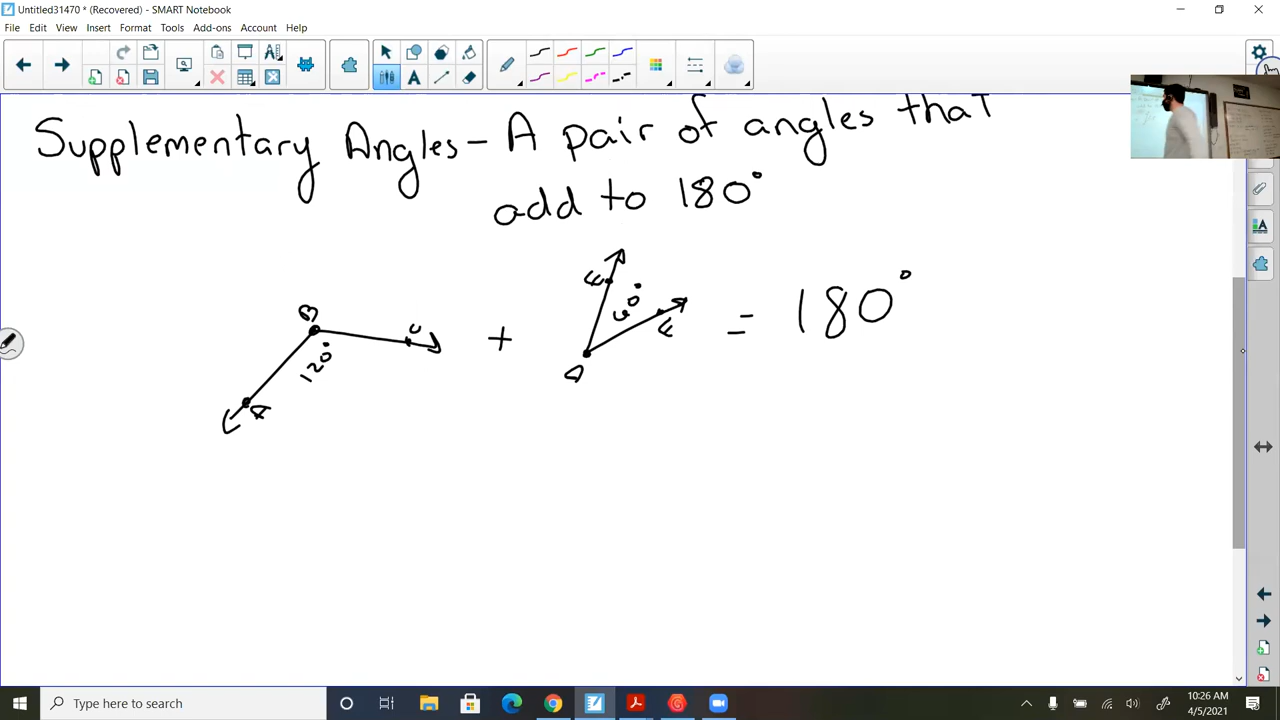 Untitled31470 * (Recovered) - SMART Notebook
File Edit View Insert Format Tools Add-ons Account Help
Supplementary Angles - A pair of angles that
add to 180°
B
C
120°
A
+
E
60°
F
D
= 180°
Type here to search
10:26 AM
4/5/2021